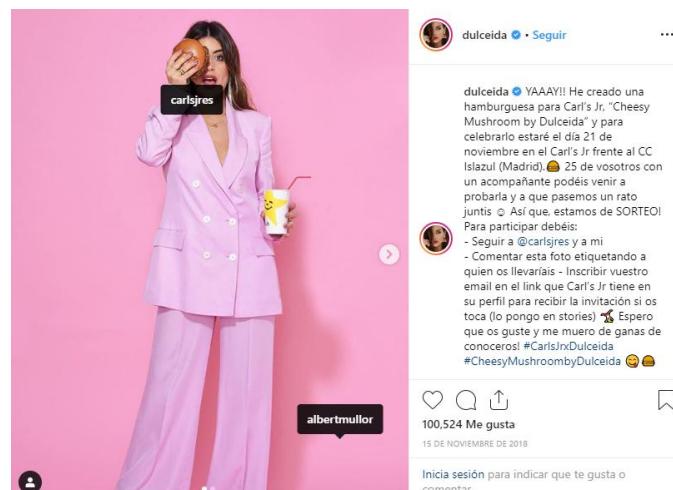 dulceida • Seguir
carlsjres
dulceida YAAAY!! He creado una
hamburguesa para Carl's Jr, "Cheesy
Mushroom by Dulceida" y para
celebrarlo estaré el día 21 de
noviembre en el Carl's Jr frente al CC
Islazul (Madrid).🍔 25 de vosotros con
un acompañante podéis venir a
probarla y a que pasemos un rato
juntis ☺ Así que, estamos de SORTEO!
Para participar debéis:
- Seguir a @carlsjres y a mi
- Comentar esta foto etiquetando a
quien os llevaríais - Inscribir vuestro
email en el link que Carl's Jr tiene en
su perfil para recibir la invitación si os
toca (lo pongo en stories) Espero
que os guste y me muero de ganas de
conoceros! #CarlsJrxDulceida
#CheesyMushroombyDulceida 😋🍔
albertmullor
100,524 Me gusta
15 DE NOVIEMBRE DE 2018
Inicia sesión para indicar que te gusta o
comentar